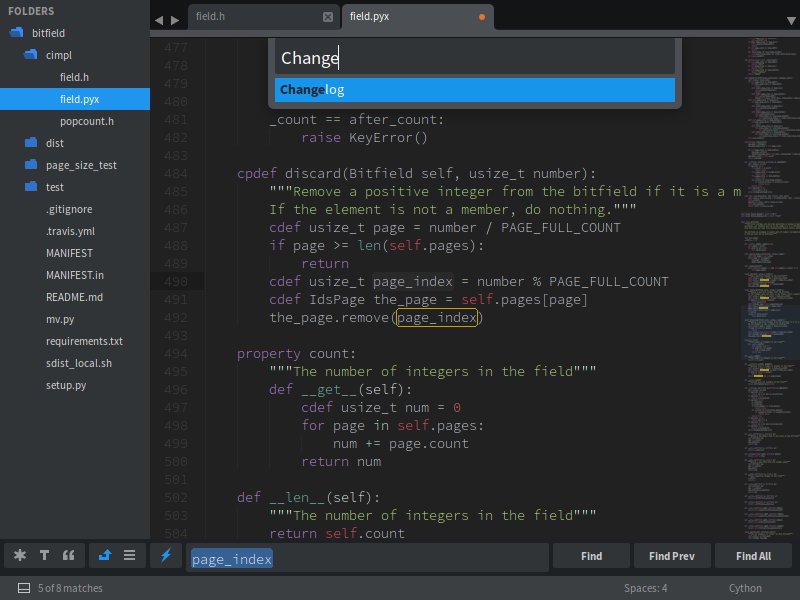 FOLDERS
bitfield
cimpl
field.h
field.pyx
popcount.h
dist
page_size_test
test
.gitignore
.travis.yml
MANIFEST
MANIFEST.in
README.md
mv.py
requirements.txt
sdist_local.sh
setup.py
field.h
field.pyx
Change
Changelog
477
478
479
480
481 _count == after_count:
482 raise KeyError()
483
484 cpdef discard(Bitfield self, usize_t number):
485 """Remove a positive integer from the bitfield if it is a m
486 If the element is not a member, do nothing."""
487 cdef usize_t page = number / PAGE_FULL_COUNT
488 if page >= len(self.pages):
489 return
490 cdef usize_t page_index = number % PAGE_FULL_COUNT
491 cdef IdsPage the_page = self.pages[page]
492 the_page.remove(page_index)
493
494 property count:
495 """The number of integers in the field"""
496 def __get__(self):
497 cdef usize_t num = 0
498 for page in self.pages:
499 num += page.count
500 return num
501
502 def __len__(self):
503 """The number of integers in the field"""
504 return self.count
page_index
Find
Find Prev
Find All
5 of 8 matches
Spaces: 4
Cython